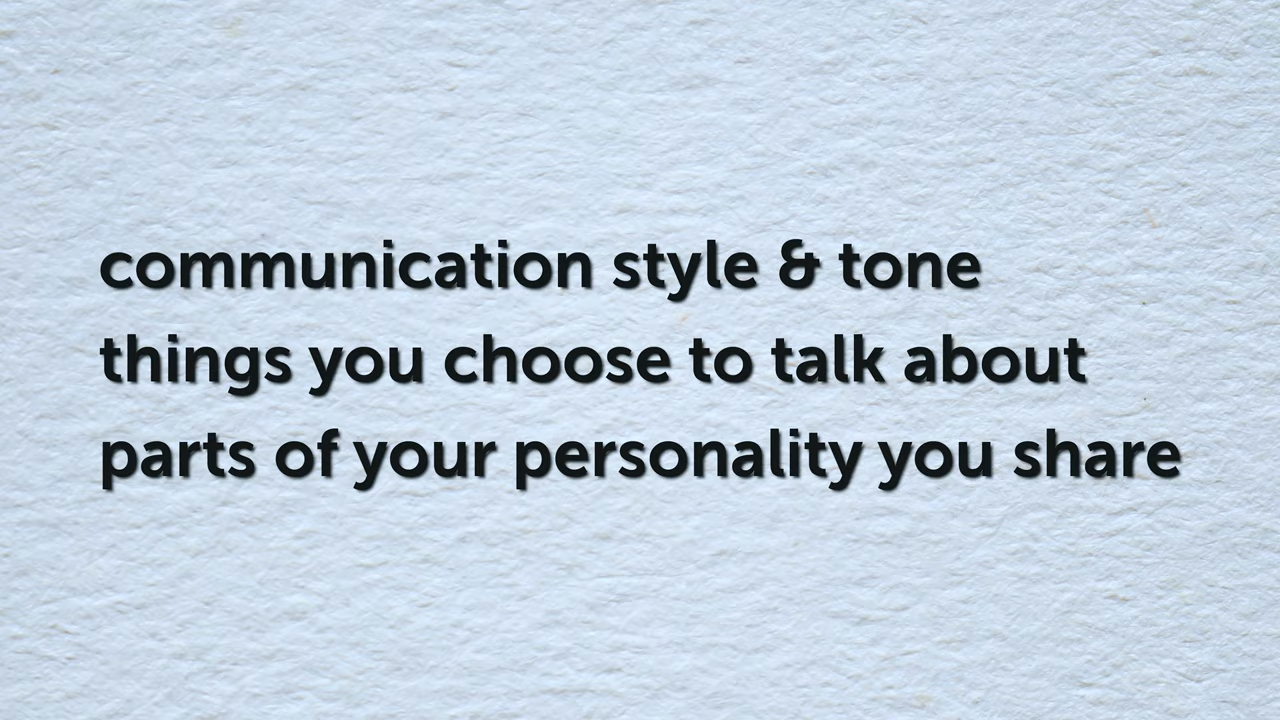 communication style & tone
things you choose to talk about
parts of your personality you share